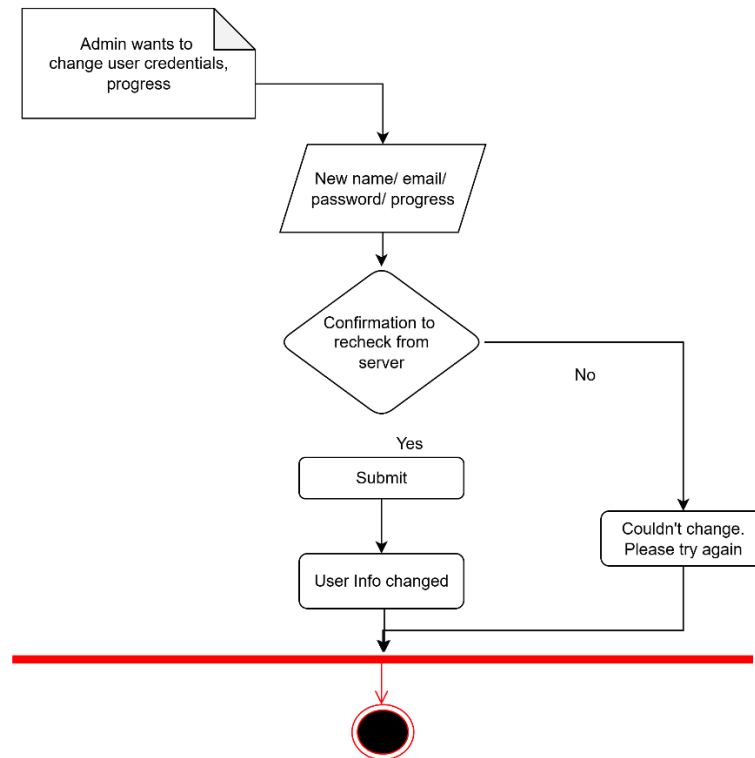 Admin wants to
change user credentials,
progress
New name/ email/
password/ progress
Confirmation to
recheck from
server
No
Yes
Submit
Couldn't change.
Please try again
User Info changed